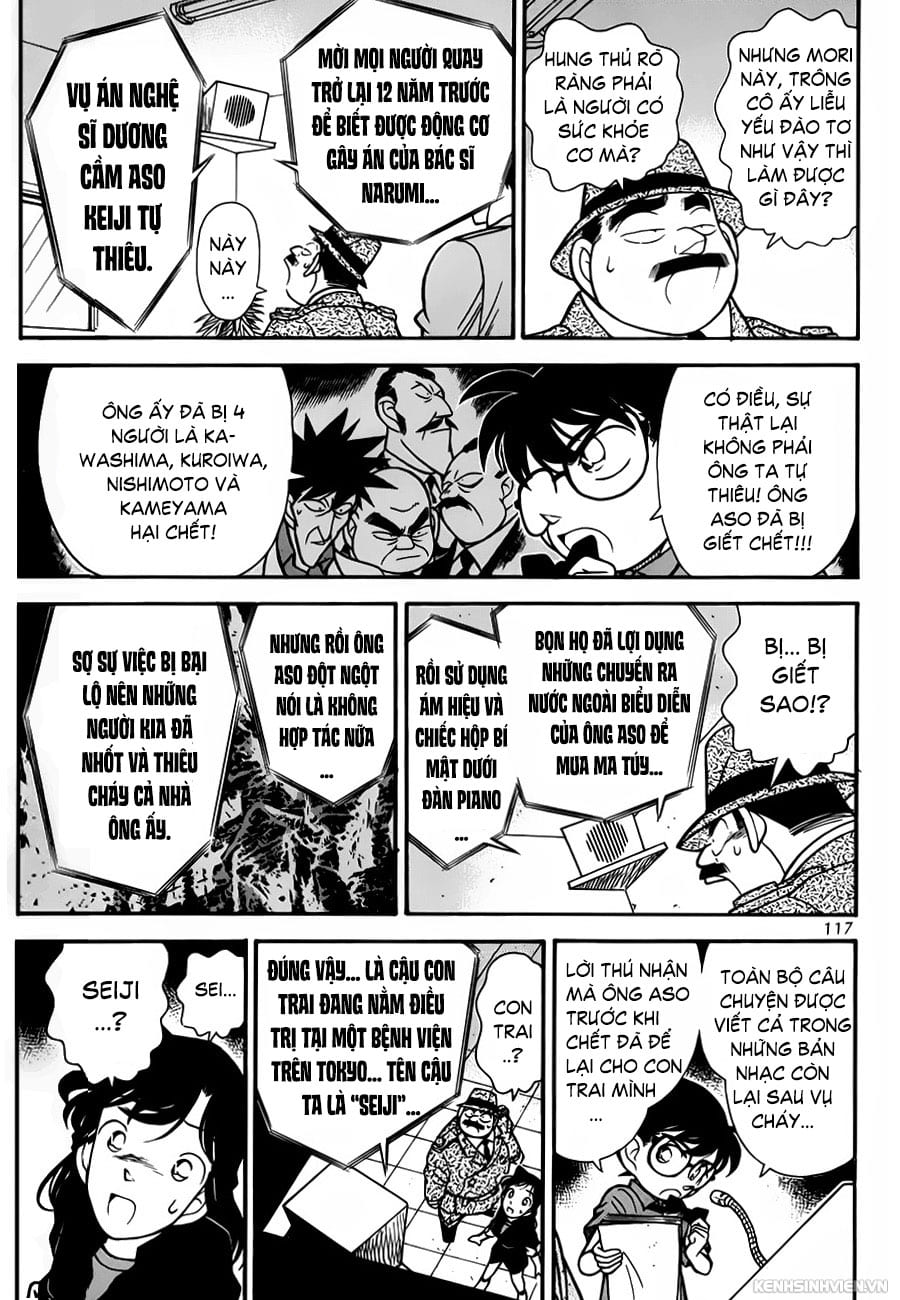 NHƯNG MORI
NÀY, TRÔNG
CÔ ẤY LIỄU
YẾU ĐÀO TƠ
NHƯ VẬY THÌ
LÀM ĐƯỢC
GÌ ĐÂY?
HUNG THỦ RÕ
RÀNG PHẢI
LÀ NGƯỜI CÓ
SỨC KHỎE
CƠ MÀ?
MỜI MỌI NGƯỜI QUAY
TRỞ LẠI 12 NĂM TRƯỚC
ĐỂ BIẾT ĐƯỢC ĐỘNG CƠ
GÂY ÁN CỦA BÁC SĨ
NARUMI...
NÀY
NÀY
...
VỤ ÁN NGHỆ
SĨ DƯƠNG
CẦM ASO
KEIJI TỰ
THIÊU.
CÓ ĐIỀU, SỰ
THẬT LẠI
KHÔNG PHẢI
ÔNG TA TỰ
THIÊU! ÔNG
ASO ĐÃ BỊ
GIẾT CHẾT!!!
ÔNG ẤY ĐÃ BỊ 4
NGƯỜI LÀ KA-
WASHIMA, KUROIWA,
NISHIMOTO VÀ
KAMEYAMA
HẠI CHẾT!
BỊ... BỊ
GIẾT
SAO!?
BỌN HỌ ĐÃ LỢI DỤNG
NHỮNG CHUYẾN RA
NƯỚC NGOÀI BIỂU DIỄN
CỦA ÔNG ASO ĐỂ
MUA MA TÚY...
RỒI SỬ DỤNG
ÁM HIỆU VÀ
CHIẾC HỘP BÍ
MẬT DƯỚI
ĐÀN PIANO
...
NHƯNG RỒI ÔNG
ASO ĐỘT NGỘT
NÓI LÀ KHÔNG
HỢP TÁC NỮA
...
SỢ SỰ VIỆC BỊ BẠI
LỘ NÊN NHỮNG
NGƯỜI KIA ĐÃ
NHỐT VÀ THIÊU
CHÁY CẢ NHÀ
ÔNG ẤY.
117
TOÀN BỘ CÂU
CHUYỆN ĐƯỢC
VIẾT CẢ TRONG
NHỮNG BẢN
NHẠC CÒN
LẠI SAU VỤ
CHÁY...
LỜI THÚ NHẬN
MÀ ÔNG ASO
TRƯỚC KHI
CHẾT ĐÃ ĐỂ
LẠI CHO CON
TRAI MÌNH
...
CON
TRAI
..?
ĐÚNG VẬY... LÀ CẬU CON
TRAI ĐANG NẰM ĐIỀU
TRỊ TẠI MỘT BỆNH VIỆN
TRÊN TOKYO... TÊN CẬU
TA LÀ “SEIJI”...
SEI...
SEIJI
...?
KENHSINHVIEN.VN